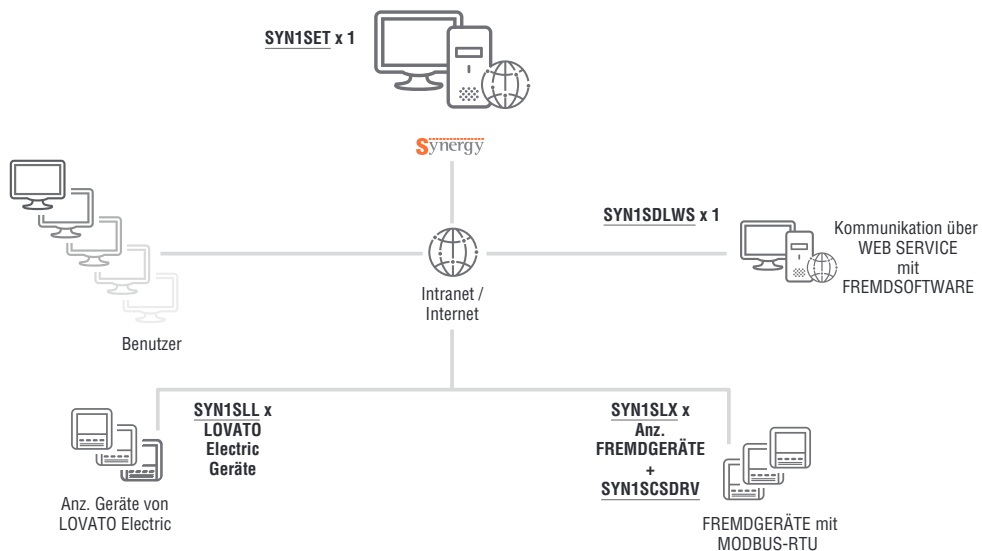 SYN1SET x 1
Synergy
SYN1SDLWS x 1
Kommunikation über
WEB SERVICE
mit
FREMDSOFTWARE
Intranet /
Internet
Benutzer
SYN1SLL x
LOVATO
Electric
Geräte
SYN1SLX x
Anz.
FREMDGERÄTE
+
SYN1SCSDRV
Anz. Geräte von
LOVATO Electric
FREMDGERÄTE mit
MODBUS-RTU